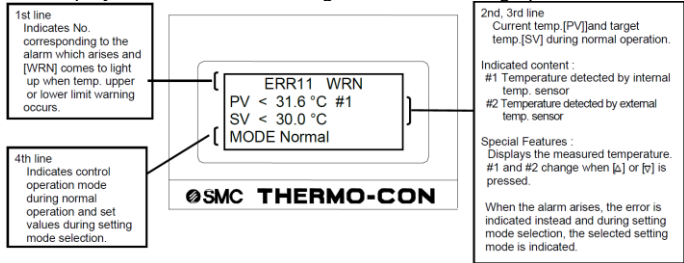 1st line
Indicates No.
corresponding to the
alarm which arises and
[WRN] comes to light
up when temp. upper
or lower limit warning
occurs.
4th line
Indicates control
operation mode
during normal
operation and set
values during setting
mode selection.
ERR11 WRN
PV < 31.6 °C #1
SV < 30.0 °C
MODE Normal
SMC THERMO-CON
2nd, 3rd line
Current temp.[PV]]and target
temp.[SV] during normal operation.
Indicated content :
#1 Temperature detected by internal
temp. sensor
#2 Temperature detected by external
temp. sensor
Special Features :
Displays the measured temperature.
#1 and #2 change when [△] or [▽] is
pressed.
When the alarm arises, the error is
indicated instead and during setting
mode selection, the selected setting
mode is indicated.